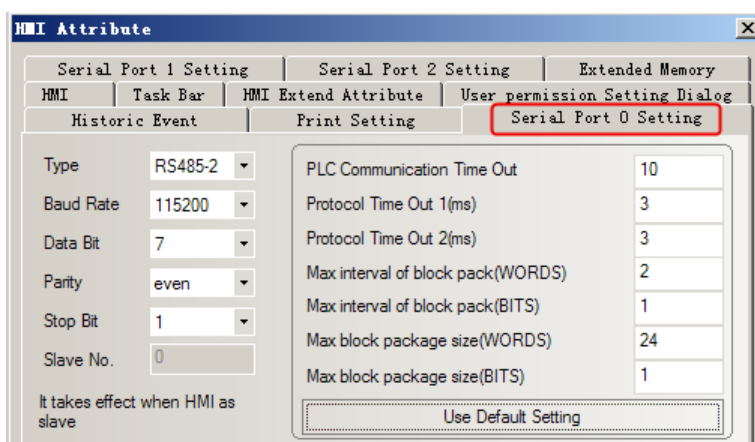 HMI Attribute
Serial Port 1 Setting Serial Port 2 Setting Extended Memory
HMI Task Bar HMI Extend Attribute User permission Setting Dialog
Historic Event Print Setting Serial Port 0 Setting
Type RS485-2
Baud Rate 115200
Data Bit 7
Parity even
Stop Bit 1
Slave No. 0
It takes effect when HMI as
slave
PLC Communication Time Out 10
Protocol Time Out 1(ms) 3
Protocol Time Out 2(ms) 3
Max interval of block pack(WORDS) 2
Max interval of block pack(BITS) 1
Max block package size(WORDS) 24
Max block package size(BITS) 1
Use Default Setting